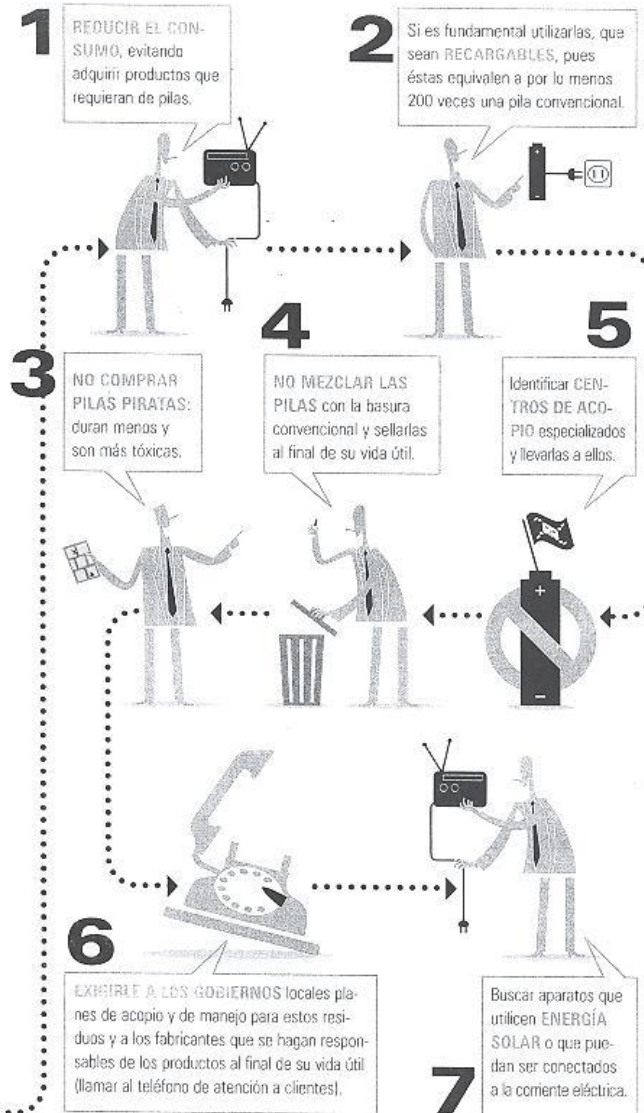 1
REDUCIR EL CON-
SUMO, evitando
adquirir productos que
requieran de pilas.
2
Si es fundamental utilizarlas, que
sean RECARGABLES, pues
éstas equivalen a por lo menos
200 veces una pila convencional.
3
NO COMPRAR
PILAS PIRATAS:
duran menos y
son más tóxicas.
4
NO MEZCLAR LAS
PILAS con la basura
convencional y sellarlas
al final de su vida útil.
5
Identificar CEN-
TROS DE ACO-
PIO especializados
y llevarlas a ellos.
+
-
6
EXIGIRLE A LOS GOBIERNOS locales pla-
nes de acopio y de manejo para estos resi-
duos y a los fabricantes que se hagan respon-
sables de los productos al final de su vida útil
(llamar al teléfono de atención a clientes).
7
Buscar aparatos que
utilicen ENERGÍA
SOLAR o que pue-
dan ser conectados
a la corriente eléctrica.